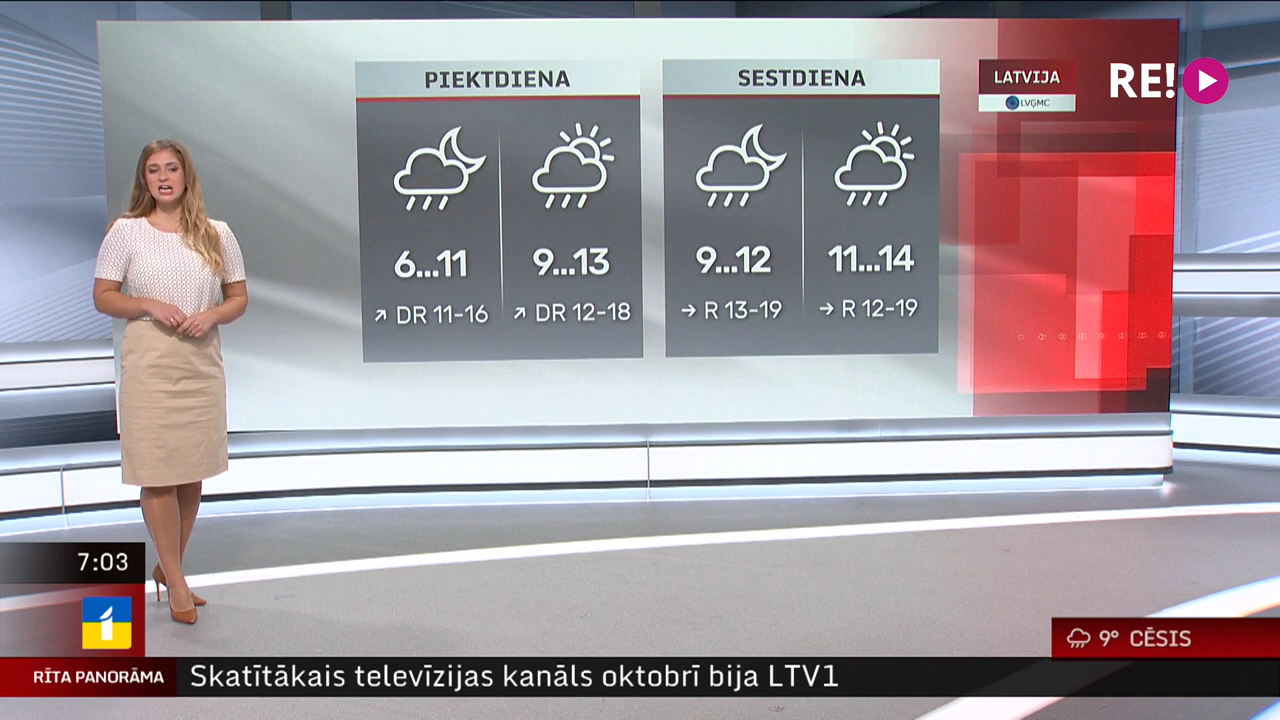 PIEKTDIENA
6...11
9...13
DR 11-16
DR 12-18
SESTDIENA
9...12
11...14
R 13-19
R 12-19
LATVIJA
LVĢMC
RE!
7:03
1
9° CĒSIS
RĪTA PANORĀMA
Skatītākais televīzijas kanāls oktobrī bija LTV1